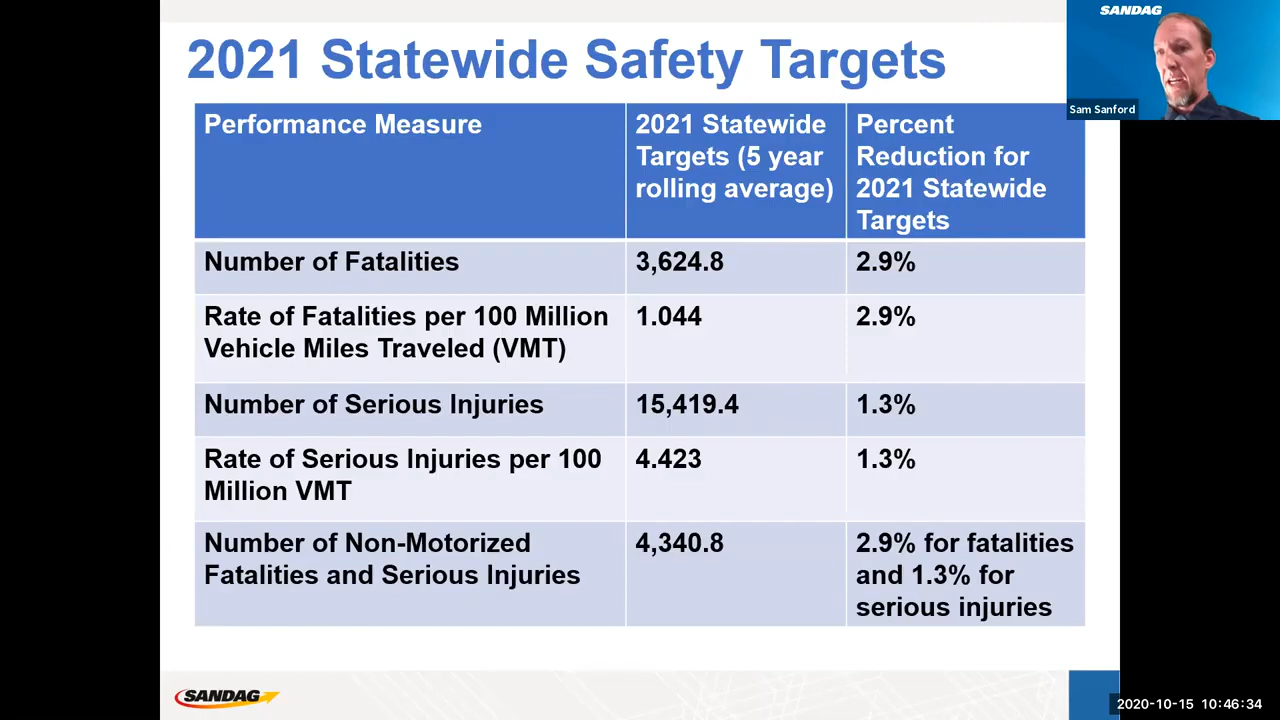 2021 Statewide Safety Targets
SANDAG
Sam Sanford
Performance Measure
2021 Statewide
Targets (5 year
rolling average)
Percent
Reduction for
2021 Statewide
Targets
Number of Fatalities
3,624.8
2.9%
Rate of Fatalities per 100 Million
Vehicle Miles Traveled (VMT)
1.044
2.9%
Number of Serious Injuries
15,419.4
1.3%
Rate of Serious Injuries per 100
Million VMT
4.423
1.3%
Number of Non-Motorized
Fatalities and Serious Injuries
4,340.8
2.9% for fatalities
and 1.3% for
serious injuries
SANDAG
2020-10-15 10:46:34